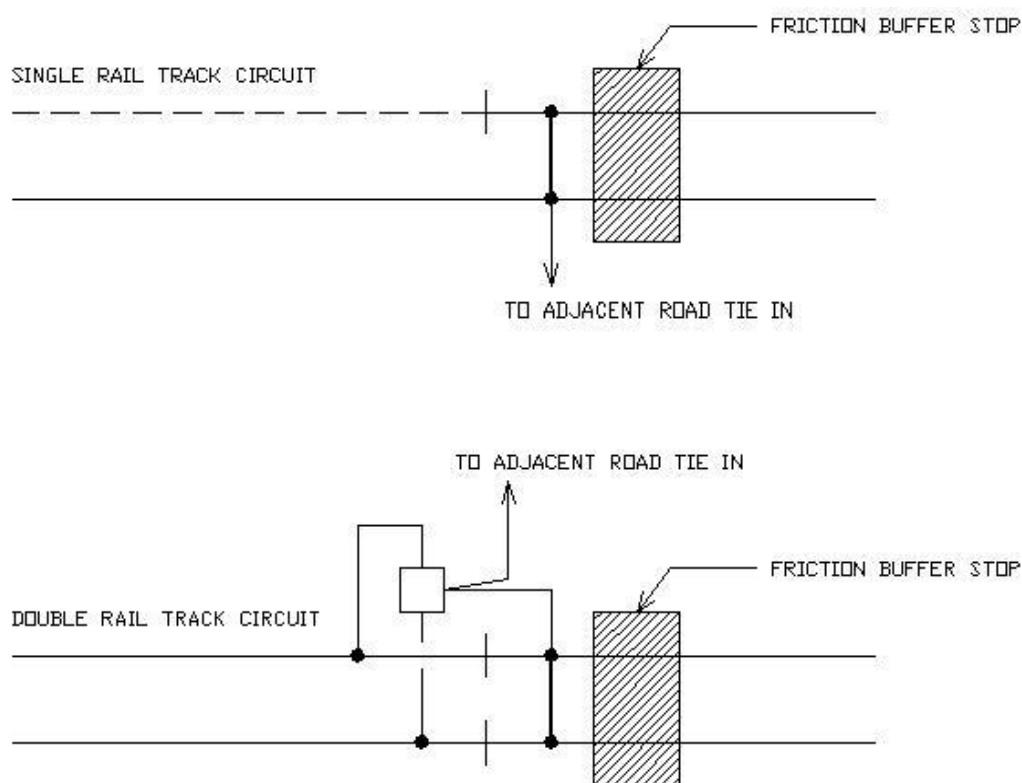 FRICTION BUFFER STOP
SINGLE RAIL TRACK CIRCUIT
TO ADJACENT ROAD TIE IN
TO ADJACENT ROAD TIE IN
FRICTION BUFFER STOP
DOUBLE RAIL TRACK CIRCUIT